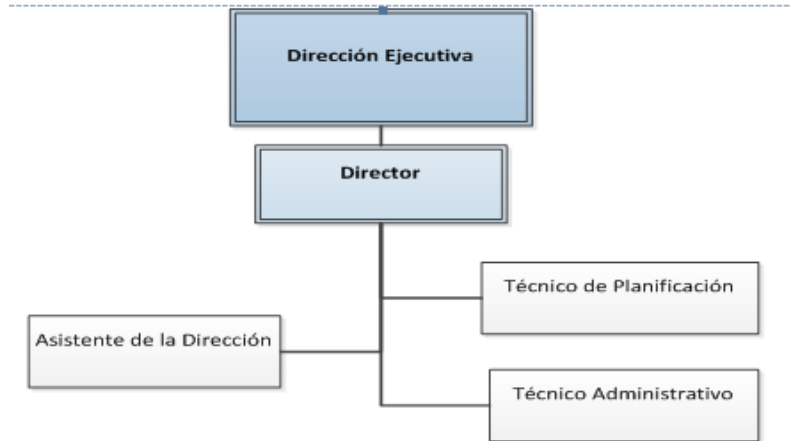 Dirección Ejecutiva
Director
Técnico de Planificación
Asistente de la Dirección
Técnico Administrativo